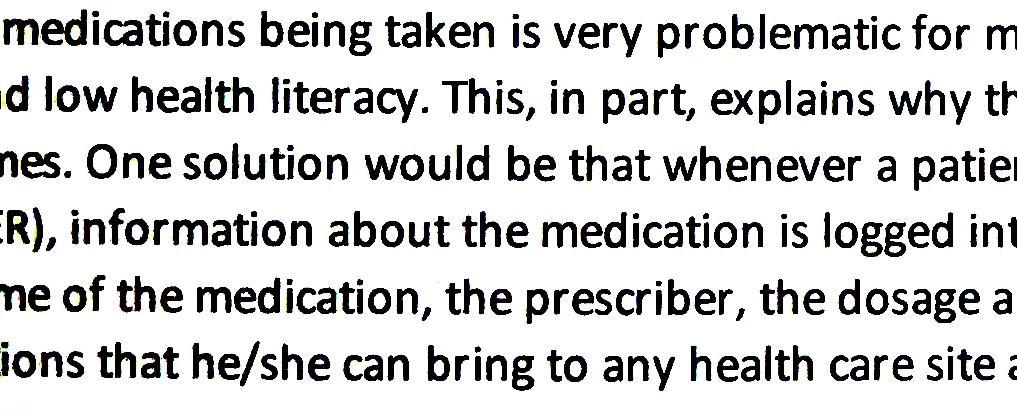 medications being taken is very problematic for m
d low health literacy. This, in part, explains why th
nes. One solution would be that whenever a patien
ER), information about the medication is logged int
me of the medication, the prescriber, the dosage a
ions that he/she can bring to any health care site a